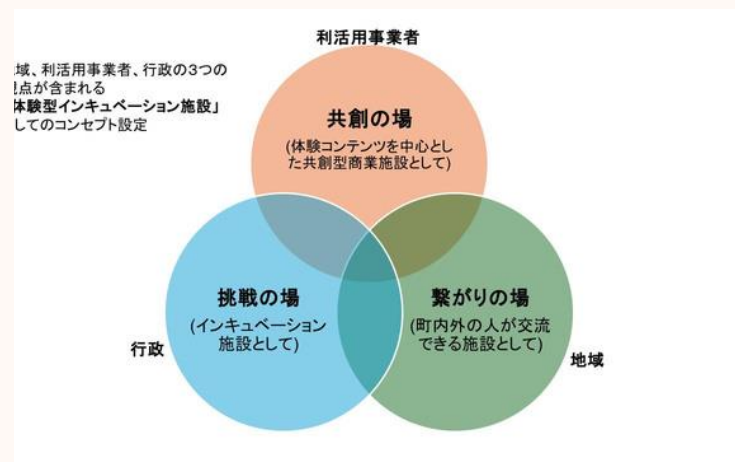 利活用事業者
域、利活用事業者、行政の3つの
点が含まれる
体験型インキュベーション施設」
してのコンセプト設定
共創の場
(体験コンテンツを中心とし
た共創型商業施設として)
挑戦の場
(インキュベーション
施設として)
繋がりの場
(町内外の人が交流
できる施設として)
行政
地域